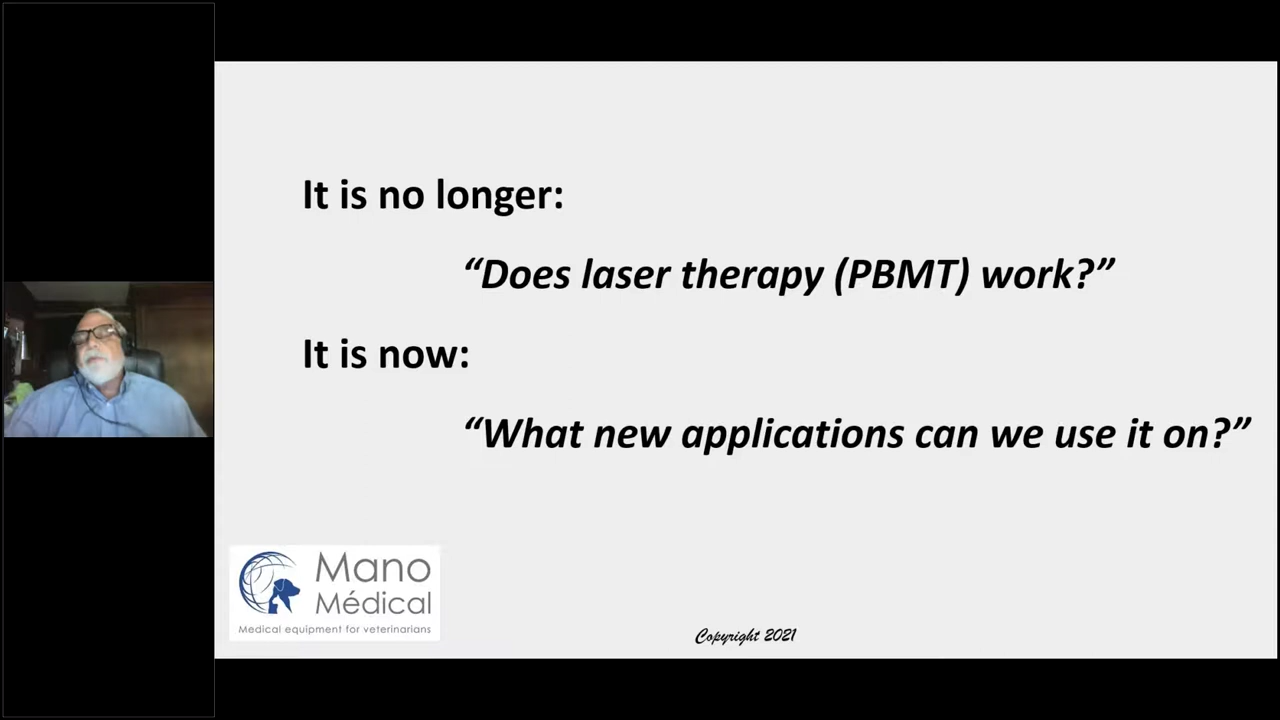 It is no longer:
“Does laser therapy (PBMT) work?”
It is now:
“What new applications can we use it on?”
Mano
Médical
Medical equipment for veterinarians
Copyright 2021